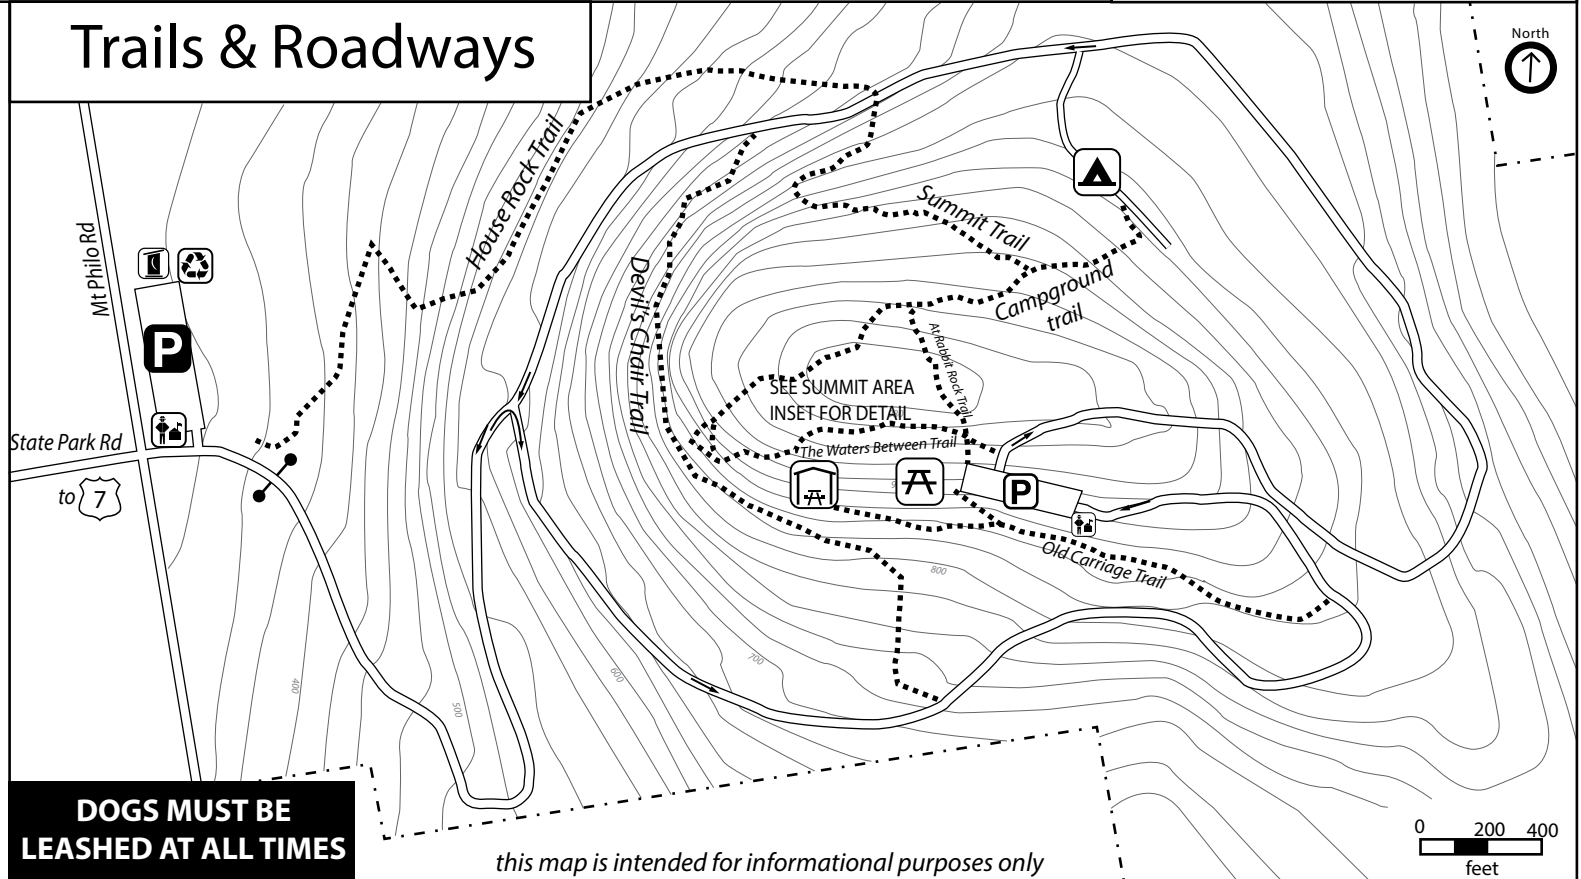 Trails & Roadways
North
House Rock Trail
Summit Trail
Mt Philo Rd
Devil's Chair Trail
Campground
trail
P
At Rabbit Rock Trail
SEE SUMMIT AREA
INSET FOR DETAIL
State Park Rd
The Waters Between Trail
to 7
P
9
Old Carriage Trail
800
700
600
400
500
DOGS MUST BE
LEASHED AT ALL TIMES
this map is intended for informational purposes only
0 200 400
feet